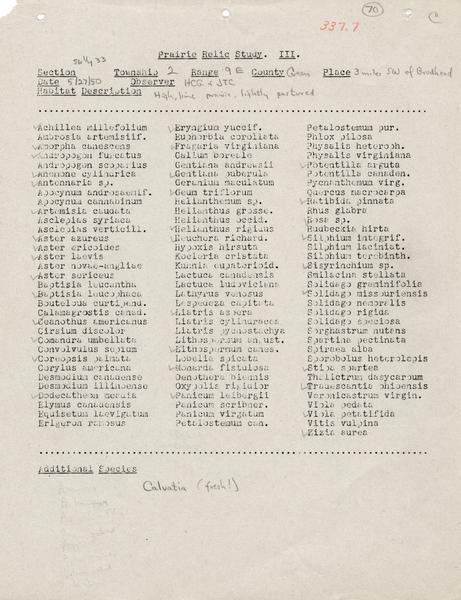 70
337.7
Prairie Relic Study. III.
Section 33 Township 2 Range 9 E County Green Place 3 miles SW of Brodhead
Date 5/27/50 Observer HCG & JTC
Habitat Description High, lime prairie, lightly pastured
Achillea millefolium
Ambrosia artemisiif.
Amorpha canescens
Andropogon furcatus
Andropogon scoparius
Anemone cylindrica
Antennaria sp.
Apocynum androsaemif.
Apocynum cannabinum
Artemisia caudata
Asclepias syriaca
Asclepias verticill.
Aster azureus
Aster ericoides
Aster laevis
Aster novae-angliae
Aster sericeus
Baptisia leucantha
Baptisia leucophaea
Bouteloua curtipend.
Calamagrostis canad.
Ceanothus americanus
Cirsium discolor
Comandra umbellata
Convolvulus sepium
Coreopsis palmata
Corylus americana
Desmodium canadense
Desmodium illinoense
Dodecatheon meadia
Elymus canadensis
Equisetum laevigatum
Erigeron ramosus
Eryngium yuccif.
Euphorbia corollata
Fragaria virginiana
Galium boreale
Gentiana andrewsii
Gentiana puberula
Geranium maculatum
Geum triflorum
Helianthemum sp.
Helianthus grosse.
Helianthus occid.
Helianthus rigidus
Heuchera richard.
Hypoxis hirsuta
Koeleria cristata
Kuhnia eupatorioid.
Lactuca canadensis
Lactuca ludoviciana
Lathyrus venosus
Lespedeza capitata
Liatris aspera
Liatris cylindracea
Liatris pycnostachya
Lithospermum angust.
Lithospermum canes.
Lobelia spicata
Monarda fistulosa
Oenothera biennis
Oxypolis rigidior
Panicum leibergii
Panicum scribner.
Panicum virgatum
Petalostemum can.
Petalostemum pur.
Phlox pilosa
Physalis heteroph.
Physalis virginiana
Potentilla arguta
Potentilla canaden.
Pycnanthemum virg.
Quercus macrocarpa
Ratibida pinnata
Rhus glabra
Rosa sp.
Rudbeckia hirta
Silphium integrif.
Silphium laciniat.
Silphium terebinth.
Sisyrinchium sp.
Smilacina stellata
Solidago graminifolia
Solidago missouriensis
Solidago nemoralis
Solidago rigida
Solidago speciosa
Sorghastrum nutans
Spartina pectinata
Spiraea alba
Sporobolus heterolepis
Stipa spartea
Thalictrum dasycarpum
Tradescantia ohioensis
Veronicastrum virgin.
Viola pedata
Viola pedatifida
Vitis vulpina
Zizia aurea
Additional Species
Calvatia (fresh!)